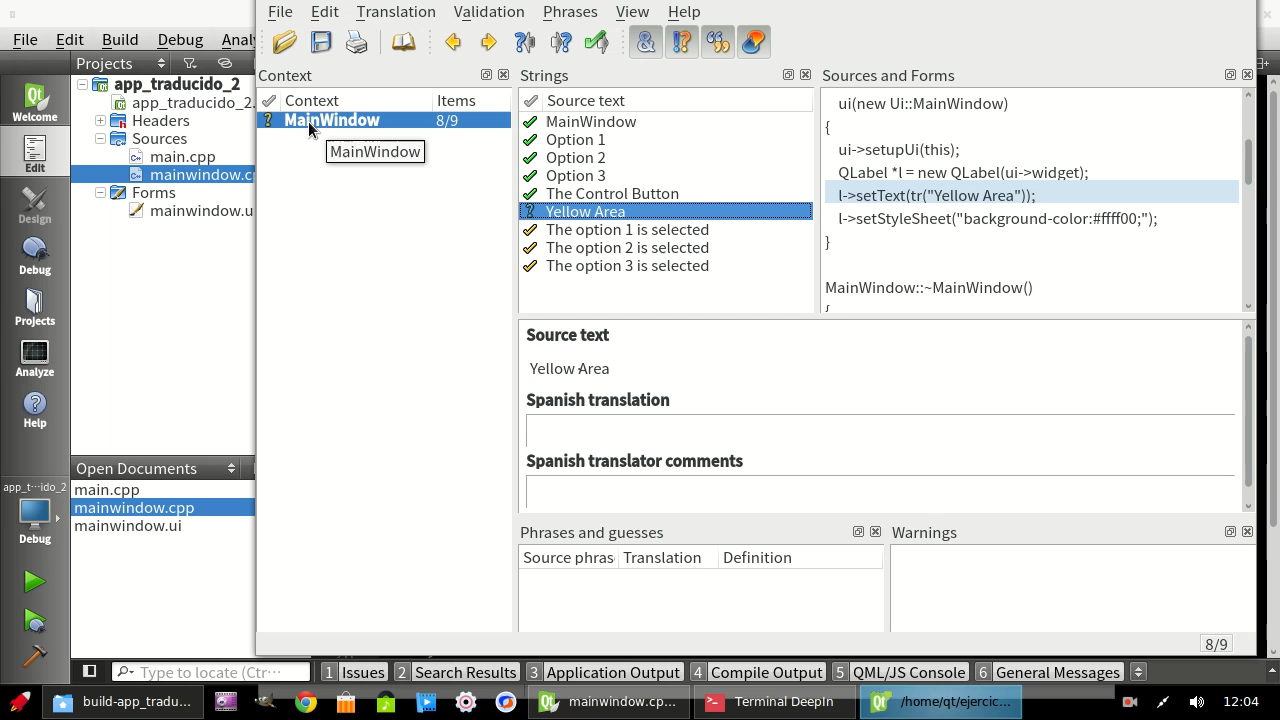 File Edit Translation Validation Phrases View Help
File Edit Build Debug
Projects
Context
Strings
Sources and Forms
app_traducido_2
app_traducido_2.
Headers
Sources
main.cpp
mainwindow.c
Forms
mainwindow.u
Welcome
Edit
Design
Debug
Projects
Analyze
Help
Context Items
MainWindow 8/9
MainWindow
Source text
MainWindow
Option 1
Option 2
Option 3
The Control Button
Yellow Area
The option 1 is selected
The option 2 is selected
The option 3 is selected
ui(new Ui::MainWindow)
{
ui->setupUi(this);
QLabel *l = new QLabel(ui->widget);
l->setText(tr("Yellow Area"));
l->setStyleSheet("background-color:#ffff00;");
}
MainWindow::~MainWindow()
{
Source text
Yellow Area
Spanish translation
Spanish translator comments
Phrases and guesses
Source phras Translation Definition
Warnings
8/9
Open Documents
main.cpp
mainwindow.cpp
mainwindow.ui
app_t···ido_2
Debug
Type to locate (Ctr…
1 Issues 2 Search Results 3 Application Output 4 Compile Output 5 QML/JS Console 6 General Messages
build-app_tradu...
mainwindow.cp...
Terminal DeepIn
/home/qt/ejercic...
12:04